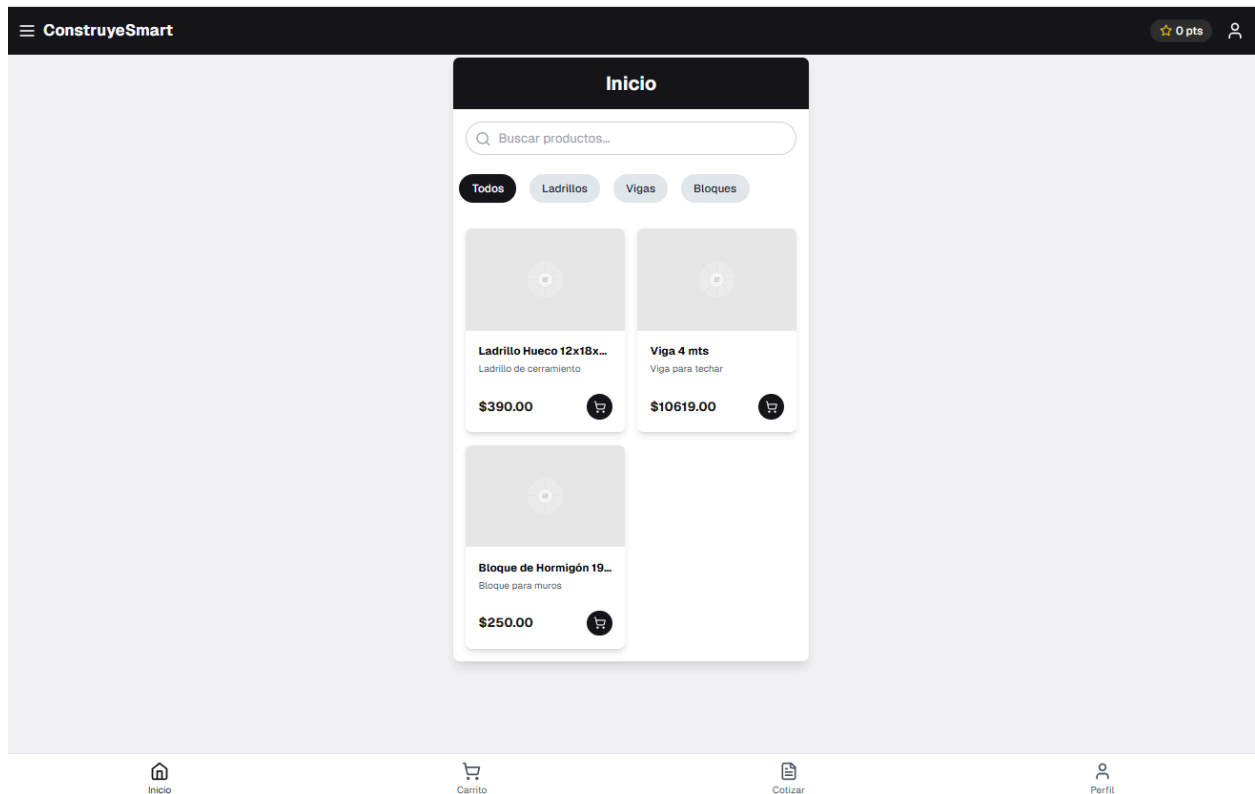 ConstruyeSmart
0 pts
Inicio
Buscar productos...
Todos Ladrillos Vigas Bloques
Ladrillo Hueco 12x18x...
Ladrillo de cerramiento
$390.00
Viga 4 mts
Viga para techar
$10619.00
Bloque de Hormigón 19...
Bloque para muros
$250.00
Inicio
Carrito
Cotizar
Perfil